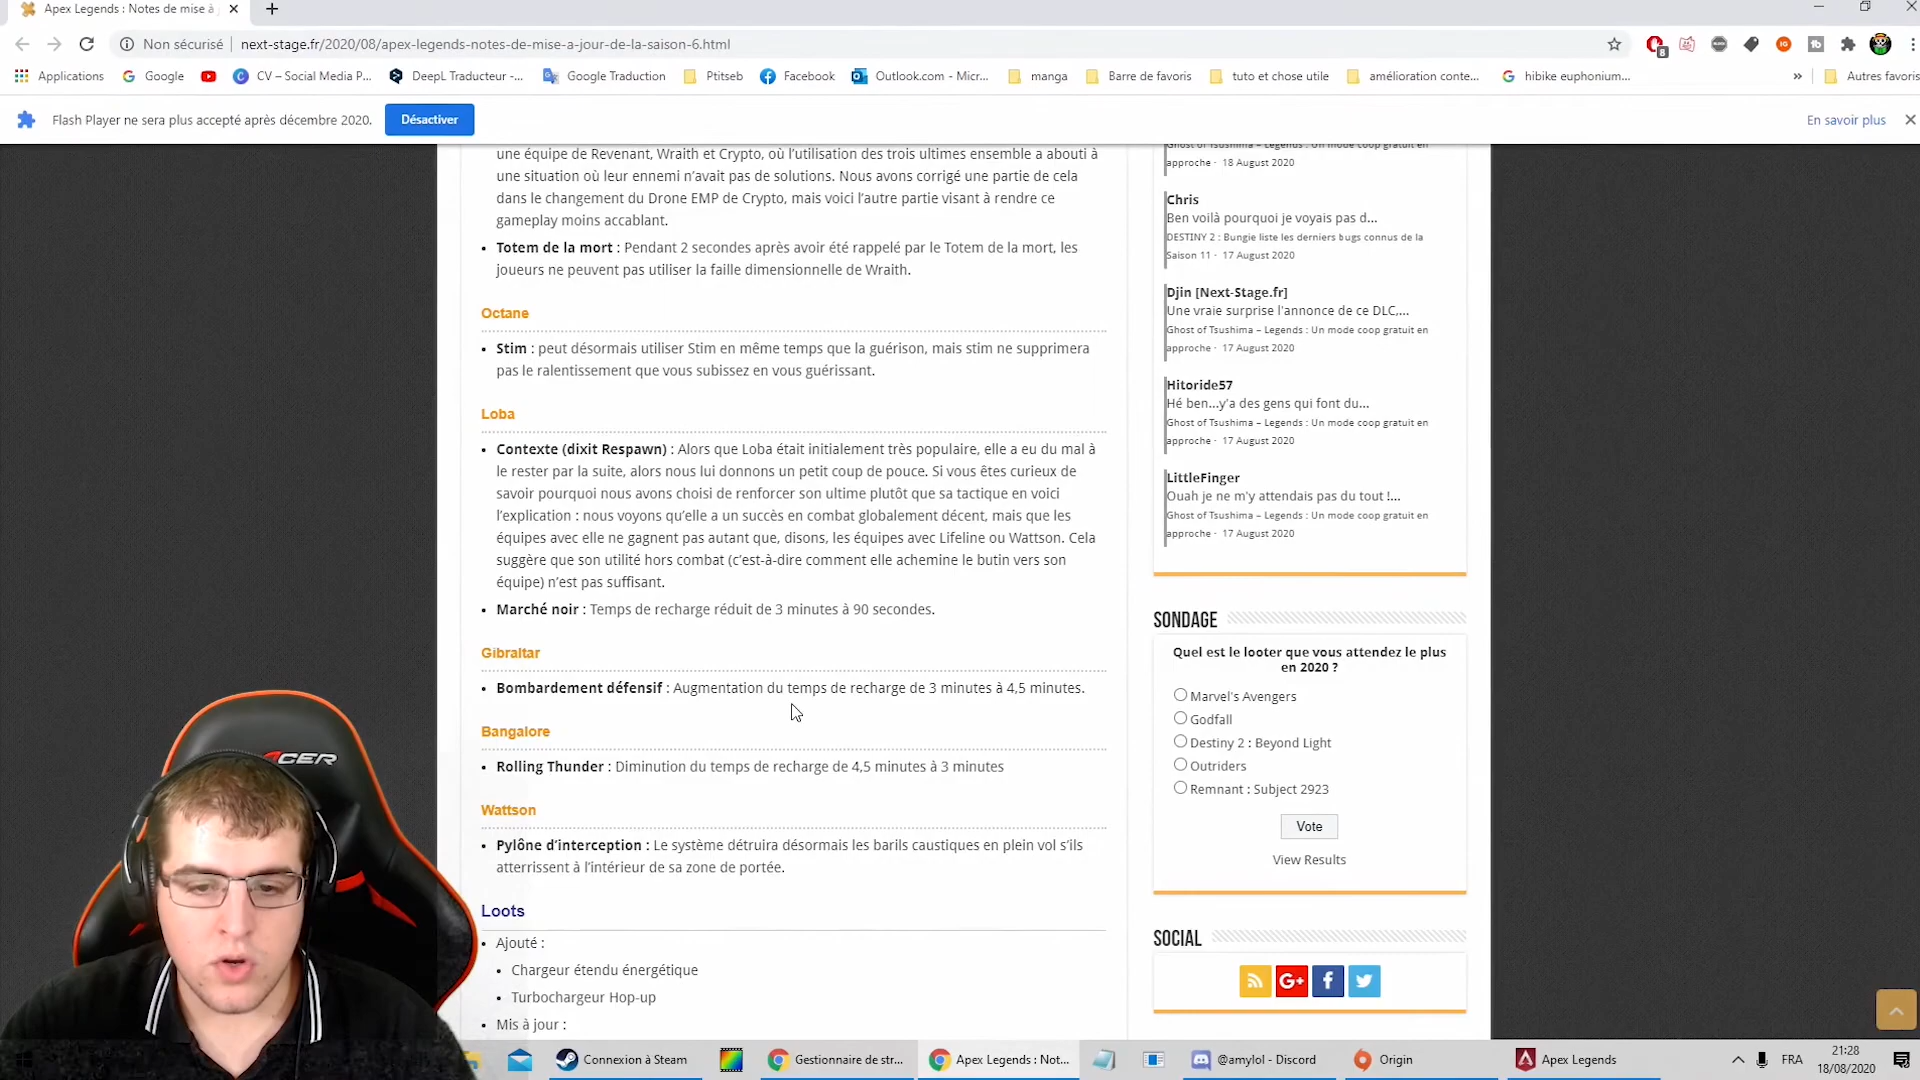 Apex Legends : Notes de mise à
Non sécurisé
next-stage.fr/2020/08/apex-legends-notes-de-mise-a-jour-de-la-saison-6.html
Applications
Google
CV – Social Media P...
DeepL Traducteur -...
Google Traduction
Ptitseb
Facebook
Outlook.com - Micr...
manga
Barre de favoris
tuto et chose utile
amélioration conte...
hibike euphonium...
»
Autres favoris
Flash Player ne sera plus accepté après décembre 2020.
Désactiver
En savoir plus
une équipe de Revenant, Wraith et Crypto, où l'utilisation des trois ultimes ensemble a abouti à
une situation où leur ennemi n'avait pas de solutions. Nous avons corrigé une partie de cela
dans le changement du Drone EMP de Crypto, mais voici l'autre partie visant à rendre ce
gameplay moins accablant.
• Totem de la mort : Pendant 2 secondes après avoir été rappelé par le Totem de la mort, les
joueurs ne peuvent pas utiliser la faille dimensionnelle de Wraith.
Octane
• Stim : peut désormais utiliser Stim en même temps que la guérison, mais stim ne supprimera
pas le ralentissement que vous subissez en vous guérissant.
Loba
• Contexte (dixit Respawn) : Alors que Loba était initialement très populaire, elle a eu du mal à
le rester par la suite, alors nous lui donnons un petit coup de pouce. Si vous êtes curieux de
savoir pourquoi nous avons choisi de renforcer son ultime plutôt que sa tactique en voici
l'explication : nous voyons qu'elle a un succès en combat globalement décent, mais que les
équipes avec elle ne gagnent pas autant que, disons, les équipes avec Lifeline ou Wattson. Cela
suggère que son utilité hors combat (c'est-à-dire comment elle achemine le butin vers son
équipe) n'est pas suffisant.
• Marché noir : Temps de recharge réduit de 3 minutes à 90 secondes.
Gibraltar
• Bombardement défensif : Augmentation du temps de recharge de 3 minutes à 4,5 minutes.
Bangalore
• Rolling Thunder : Diminution du temps de recharge de 4,5 minutes à 3 minutes
Wattson
• Pylône d'interception : Le système détruira désormais les barils caustiques en plein vol s'ils
atterrissent à l'intérieur de sa zone de portée.
Loots
• Ajouté :
• Chargeur étendu énergétique
• Turbochargeur Hop-up
• Mis à jour :
Ghost of Tsushima – Legends : Un mode coop gratuit en
approche · 18 August 2020
Chris
Ben voilà pourquoi je voyais pas d...
DESTINY 2 : Bungie liste les derniers bugs connus de la
Saison 11 · 17 August 2020
Djin [Next-Stage.fr]
Une vraie surprise l'annonce de ce DLC,...
Ghost of Tsushima – Legends : Un mode coop gratuit en
approche · 17 August 2020
Hitoride57
Hé ben...y'a des gens qui font du...
Ghost of Tsushima – Legends : Un mode coop gratuit en
approche · 17 August 2020
LittleFinger
Ouah je ne m'y attendais pas du tout !...
Ghost of Tsushima – Legends : Un mode coop gratuit en
approche · 17 August 2020
SONDAGE
Quel est le looter que vous attendez le plus
en 2020 ?
Marvel's Avengers
Godfall
Destiny 2 : Beyond Light
Outriders
Remnant : Subject 2923
Vote
View Results
SOCIAL
G+
ACER
Connexion à Steam
Gestionnaire de str...
Apex Legends : Not...
@amylol - Discord
Origin
Apex Legends
FRA
21:28
18/08/2020